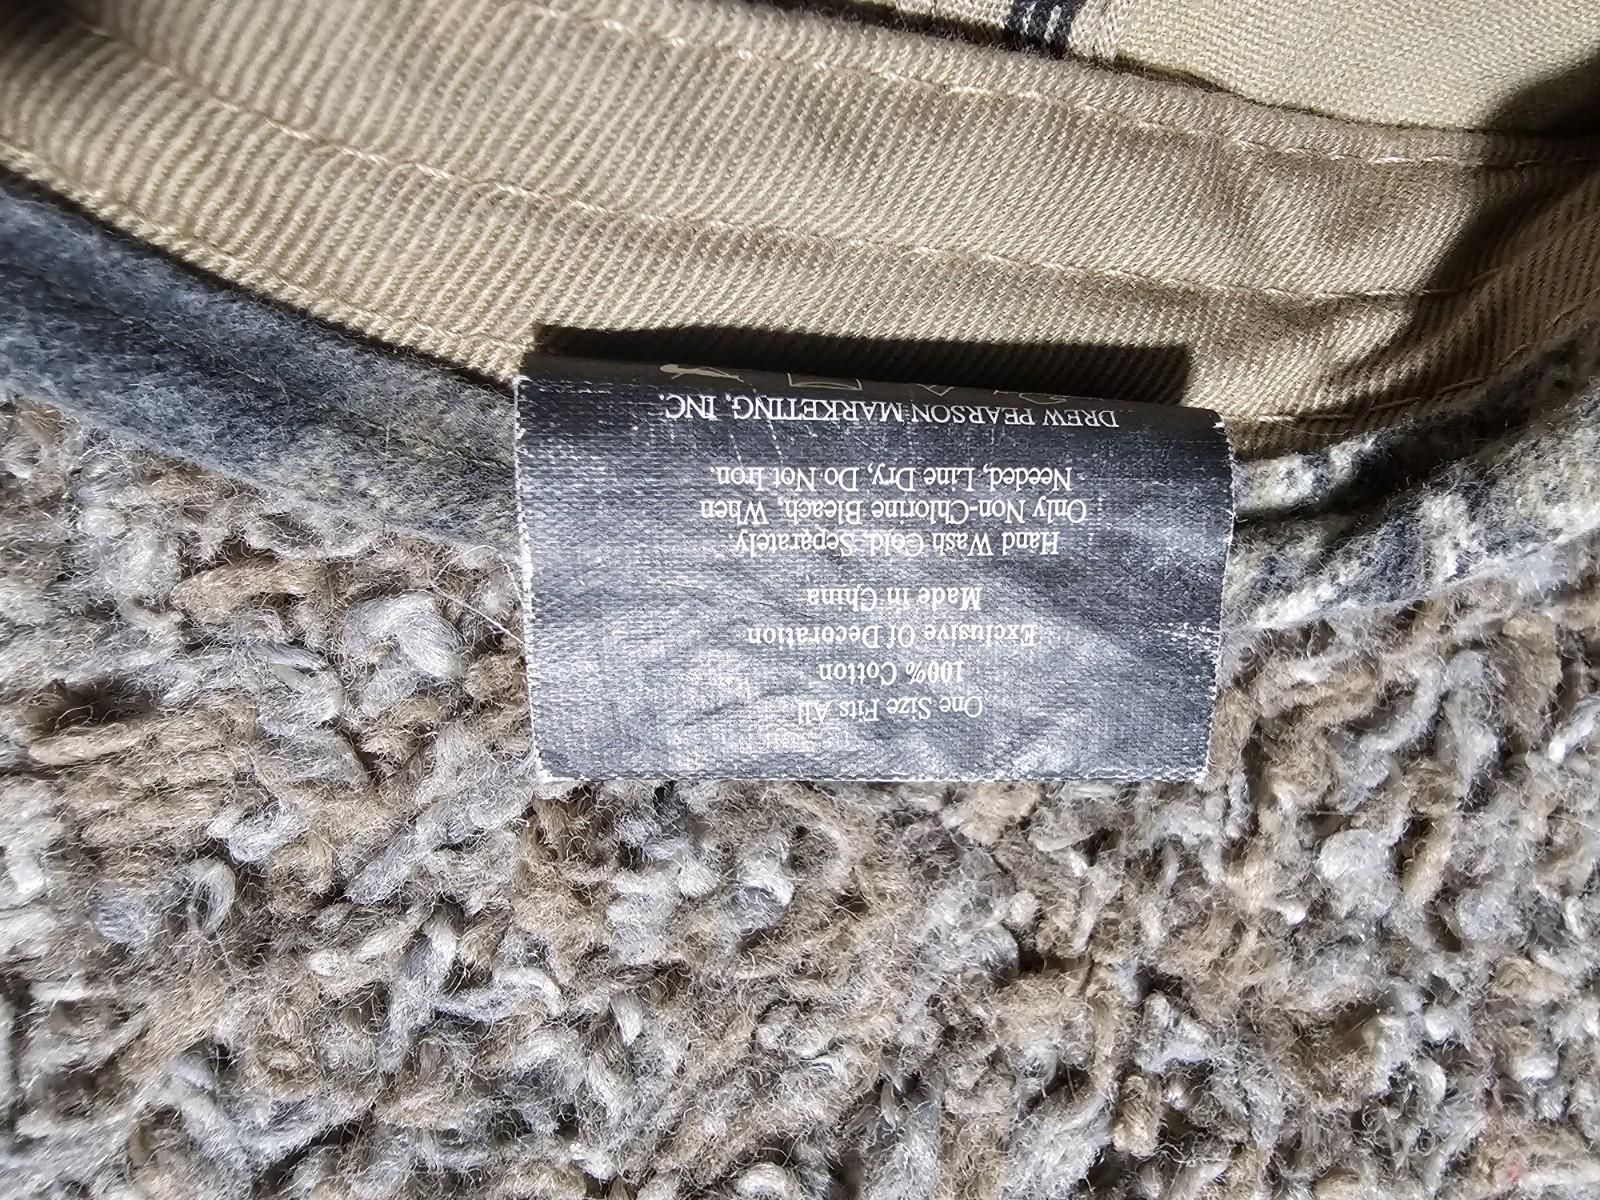 One Size Fits All
100% Cotton
Exclusive Of Decoration
Made in China
Hand Wash Cold, Separately.
Only Non-Chlorine Bleach, When
Needed, Line Dry, Do Not Iron.
DREW PEARSON MARKETING, INC.